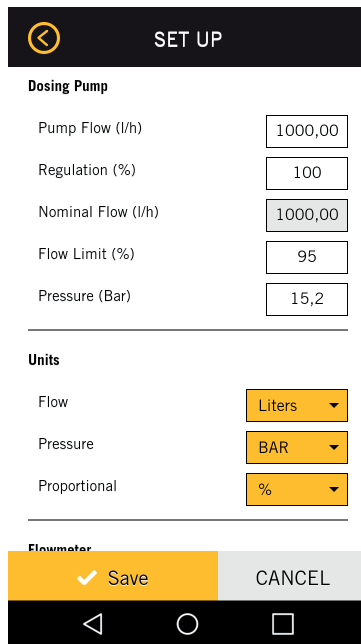 SET UP
Dosing Pump
Pump Flow (l/h) 1000,00
Regulation (%) 100
Nominal Flow (l/h) 1000,00
Flow Limit (%) 95
Pressure (Bar) 15,2
Units
Flow Liters
Pressure BAR
Proportional %
Flowmeter
Save CANCEL